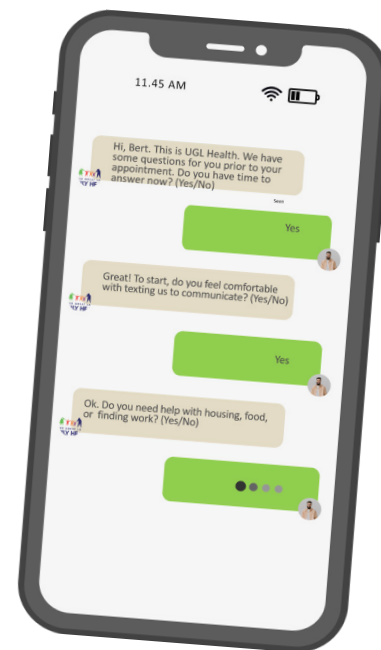 11.45 AM
Hi, Bert. This is UGL Health. We have
some questions for you prior to your
appointment. Do you have time to
answer now? (Yes/No)
Seen
Yes
Great! To start, do you feel comfortable
with texting us to communicate? (Yes/No)
Yes
Ok. Do you need help with housing, food,
or finding work? (Yes/No)